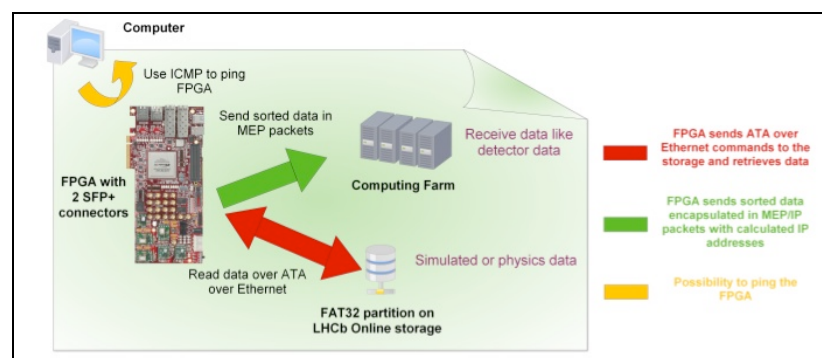 Computer
Use ICMP to ping
FPGA
Send sorted data in
MEP packets
Receive data like
detector data
FPGA with
2 SFP+
connectors
Computing Farm
Simulated or physics data
Read data over ATA
over Ethernet
FAT32 partition on
LHCb Online storage
FPGA sends ATA over
Ethernet commands to the
storage and retrieves data
FPGA sends sorted data
encapsulated in MEP/IP
packets with calculated IP
addresses
Possibility to ping the
FPGA